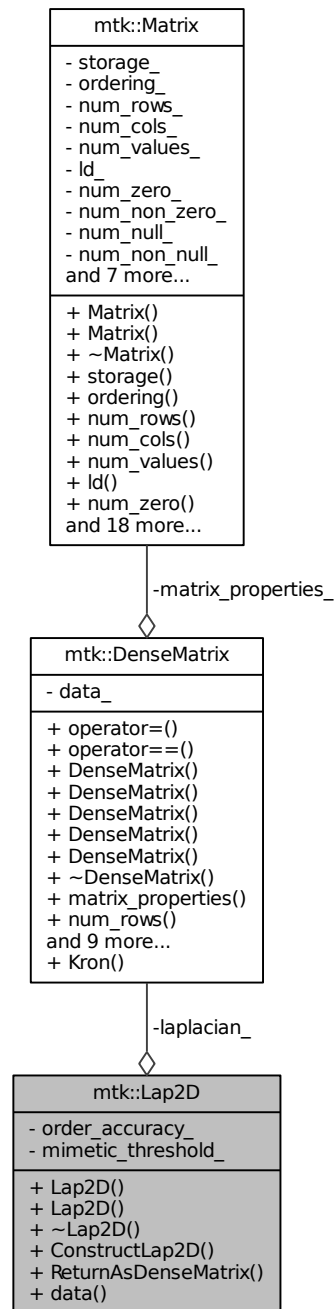 mtk::Matrix
- storage_
- ordering_
- num_rows_
- num_cols_
- num_values_
- ld_
- num_zero_
- num_non_zero_
- num_null_
- num_non_null_
and 7 more...
+ Matrix()
+ Matrix()
+ ~Matrix()
+ storage()
+ ordering()
+ num_rows()
+ num_cols()
+ num_values()
+ ld()
+ num_zero()
and 18 more...
-matrix_properties_
mtk::DenseMatrix
- data_
+ operator=()
+ operator==()
+ DenseMatrix()
+ DenseMatrix()
+ DenseMatrix()
+ DenseMatrix()
+ DenseMatrix()
+ ~DenseMatrix()
+ matrix_properties()
+ num_rows()
and 9 more...
+ Kron()
-laplacian_
mtk::Lap2D
- order_accuracy_
- mimetic_threshold_
+ Lap2D()
+ Lap2D()
+ ~Lap2D()
+ ConstructLap2D()
+ ReturnAsDenseMatrix()
+ data()